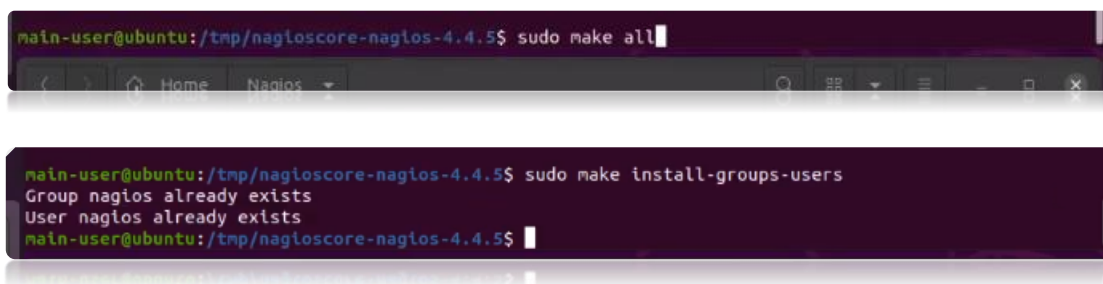 main-user@ubuntu:/tmp/nagioscore-nagios-4.4.5$ sudo make all
Home Nagios
main-user@ubuntu:/tmp/nagioscore-nagios-4.4.5$ sudo make install-groups-users
Group nagios already exists
User nagios already exists
main-user@ubuntu:/tmp/nagioscore-nagios-4.4.5$